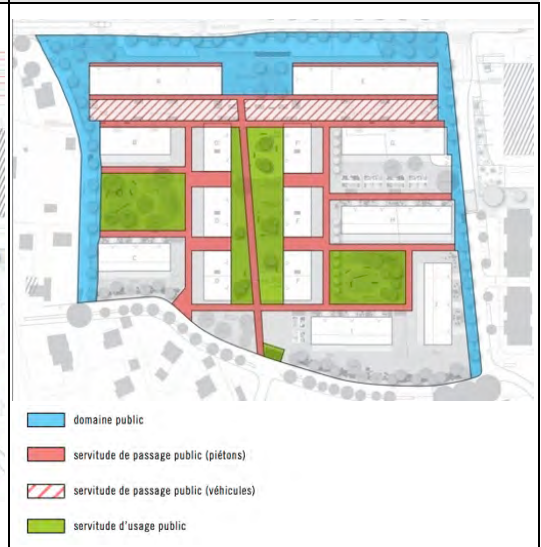 domaine public
servitude de passage public (piétons)
servitude de passage public (véhicules)
servitude d'usage public